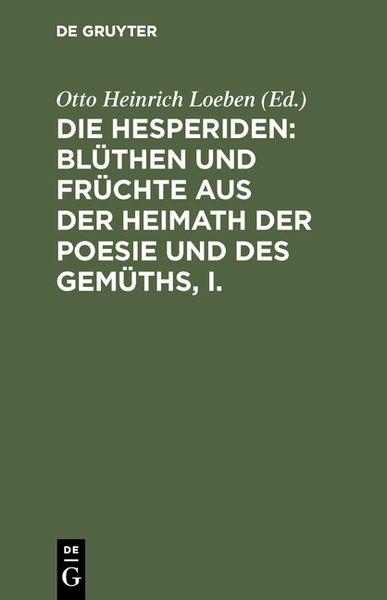 DE GRUYTER
Otto Heinrich Loeben (Ed.)
DIE HESPERIDEN:
BLÜTHEN UND
FRÜCHTE AUS
DER HEIMATH DER
POESIE UND DES
GEMÜTHS, I.
DE
G